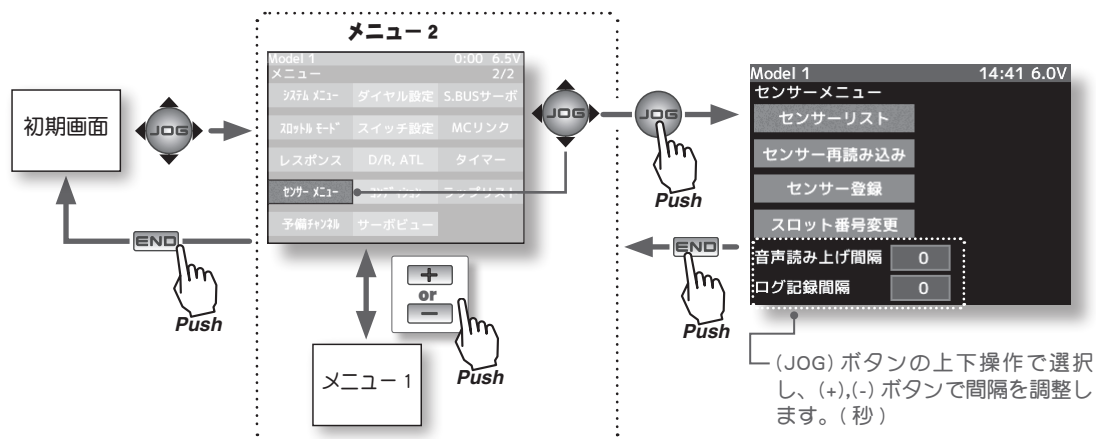 メニュー 2
初期画面
JOG
END
Push
Model 1 0:00 6.5V
メニュー 2/2
システム メニュー ダイヤル設定 S.BUSサーボ
スロットル モード スイッチ設定 MCリンク
レスポンス D/R, ATL タイマー
センサー メニュー コンディション ラップリスト
予備チャンネル サーボビュー
+
or
−
Push
メニュー 1
JOG
JOG
Push
END
Push
Model 1 14:41 6.0V
センサーメニュー
センサーリスト
センサー再読み込み
センサー登録
スロット番号変更
音声読み上げ間隔 0
ログ記録間隔 0
(JOG) ボタンの上下操作で選択
し、(+),(-) ボタンで間隔を調整し
ます。( 秒 )